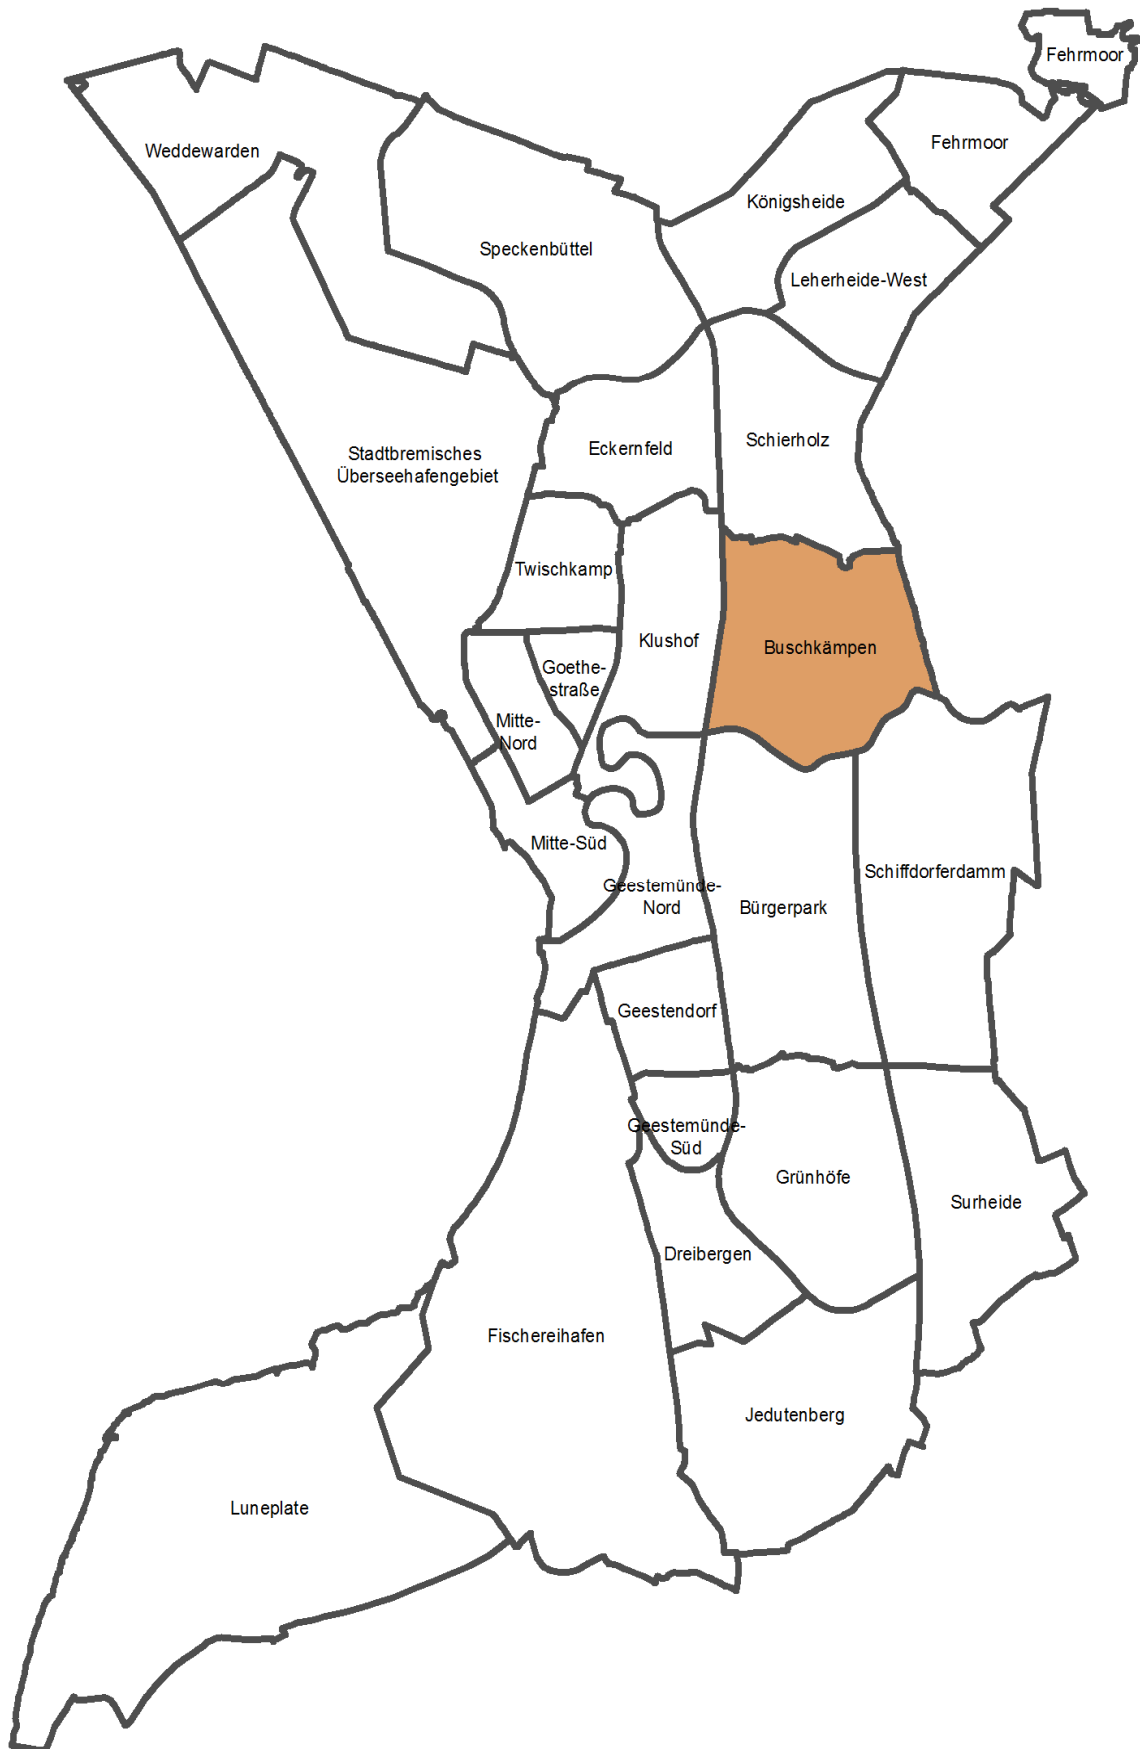 Fehrmoor
Fehrmoor
Weddewarden
Königsheide
Speckenbüttel
Leherheide-West
Schierholz
Eckernfeld
Stadtbremisches
Überseehafengebiet
Twischkamp
Klushof
Buschkämpen
Goethe-
straße
Mitte-
Nord
Mitte-Süd
Schiffdorferdamm
Geestemünde-
Nord
Bürgerpark
Geestendorf
Geestemünde-
Süd
Grünhöfe
Surheide
Dreibergen
Fischereihafen
Jedutenberg
Luneplate